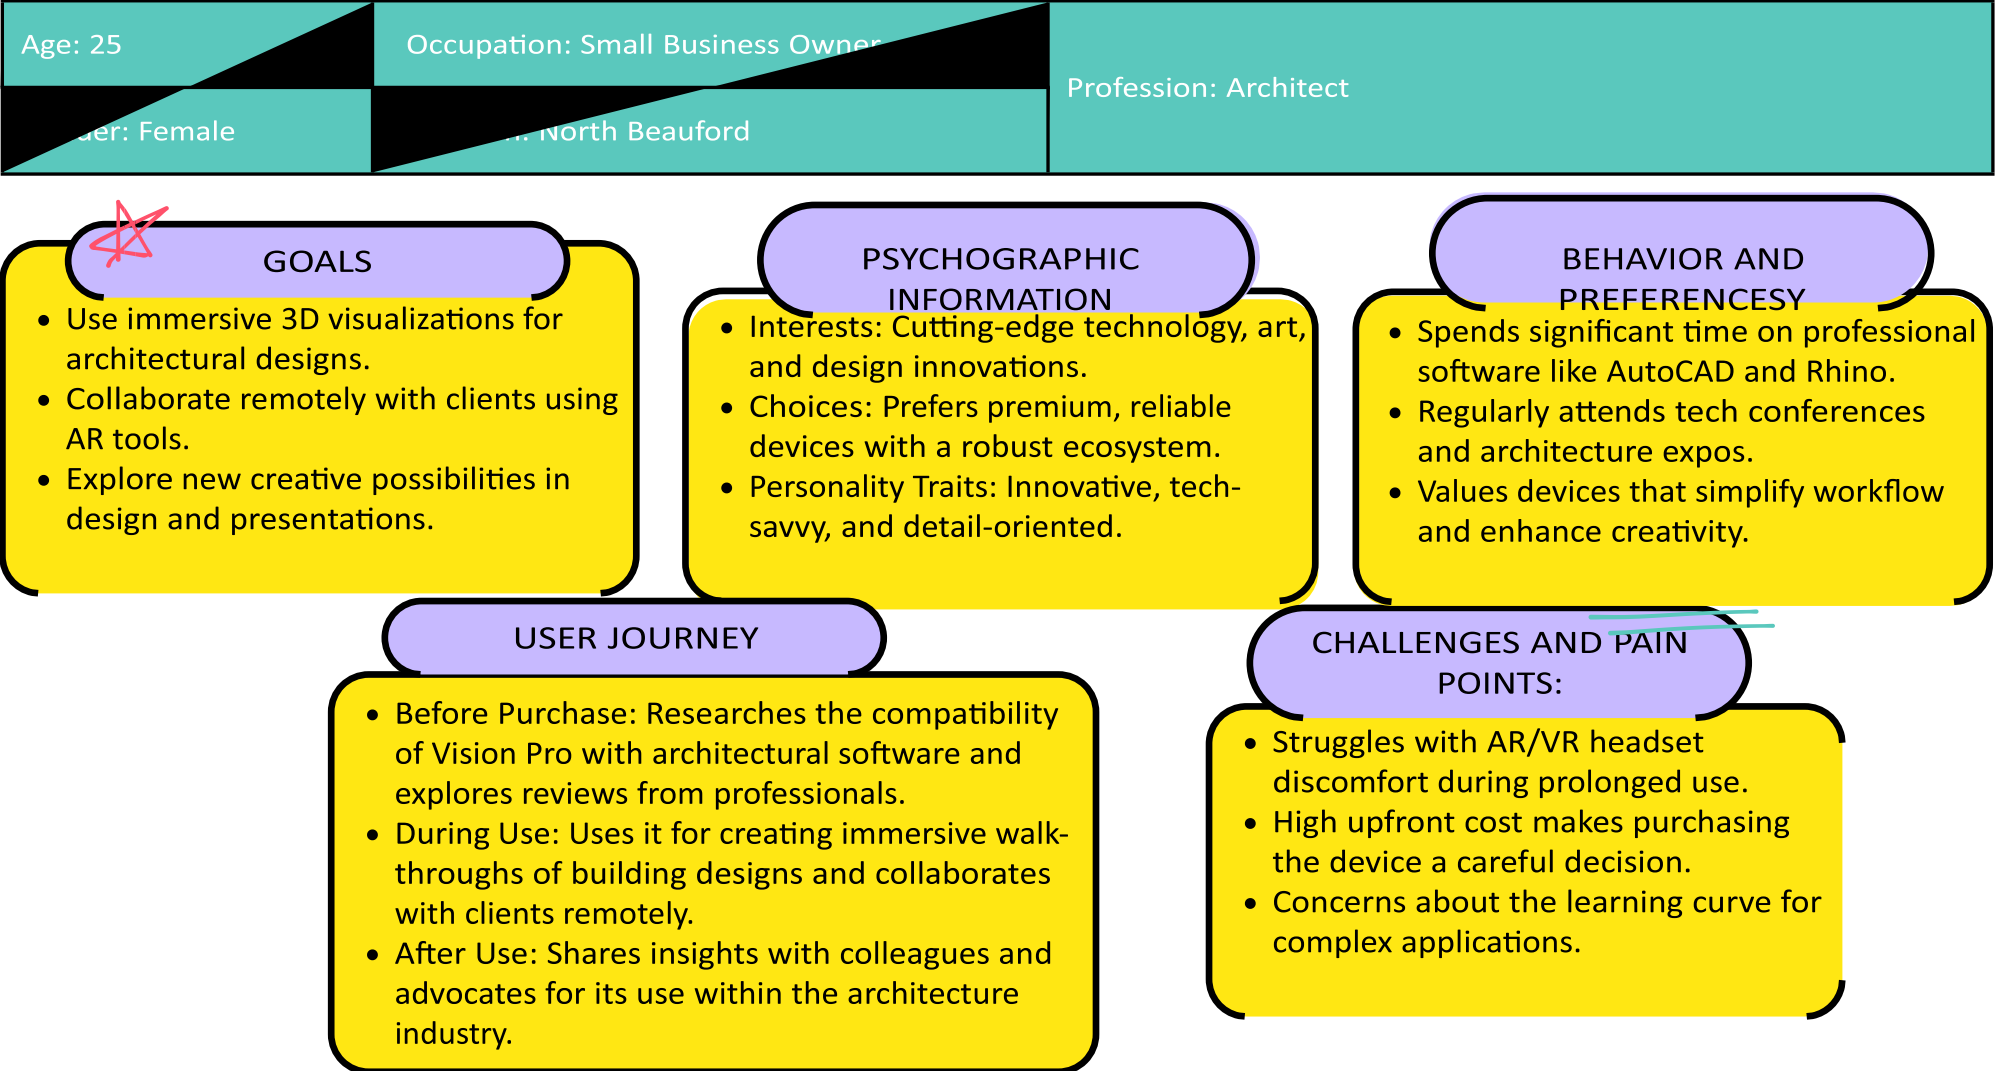 Age: 25
Occupation: Small Business Owner
Profession: Architect
Female
North Beauford
GOALS
Use immersive 3D visualizations for
architectural designs.
Collaborate remotely with clients using
AR tools.
Explore new creative possibilities in
design and presentations.
PSYCHOGRAPHIC
INFORMATION
Interests: Cutting-edge technology, art,
and design innovations.
Choices: Prefers premium, reliable
devices with a robust ecosystem.
Personality Traits: Innovative, tech-
savvy, and detail-oriented.
BEHAVIOR AND
PREFERENCESY
Spends significant time on professional
software like AutoCAD and Rhino.
Regularly attends tech conferences
and architecture expos.
Values devices that simplify workflow
and enhance creativity.
USER JOURNEY
Before Purchase: Researches the compatibility
of Vision Pro with architectural software and
explores reviews from professionals.
During Use: Uses it for creating immersive walk-
throughs of building designs and collaborates
with clients remotely.
After Use: Shares insights with colleagues and
advocates for its use within the architecture
industry.
CHALLENGES AND PAIN
POINTS:
Struggles with AR/VR headset
discomfort during prolonged use.
High upfront cost makes purchasing
the device a careful decision.
Concerns about the learning curve for
complex applications.